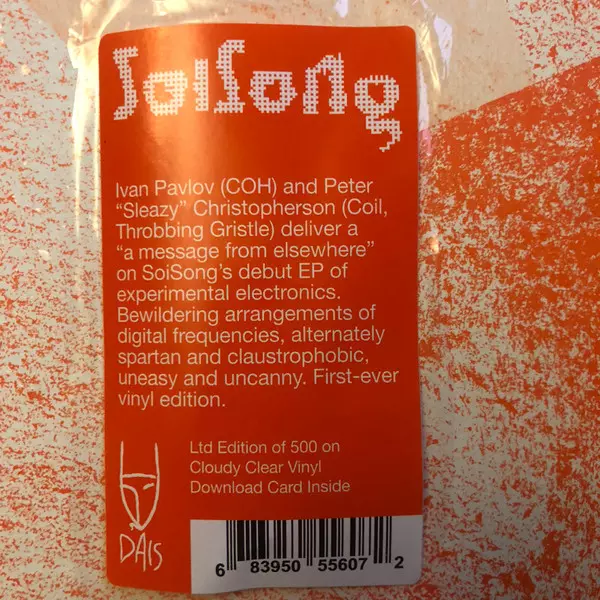 SoiSong
Ivan Pavlov (COH) and Peter
"Sleazy" Christopherson (Coil,
Throbbing Gristle) deliver a
"a message from elsewhere"
on SoiSong's debut EP of
experimental electronics.
Bewildering arrangements of
digital frequencies, alternately
spartan and claustrophobic,
uneasy and uncanny. First-ever
vinyl edition.
Ltd Edition of 500 on
Cloudy Clear Vinyl
Download Card Inside
DAIS
6 83950 55607 2